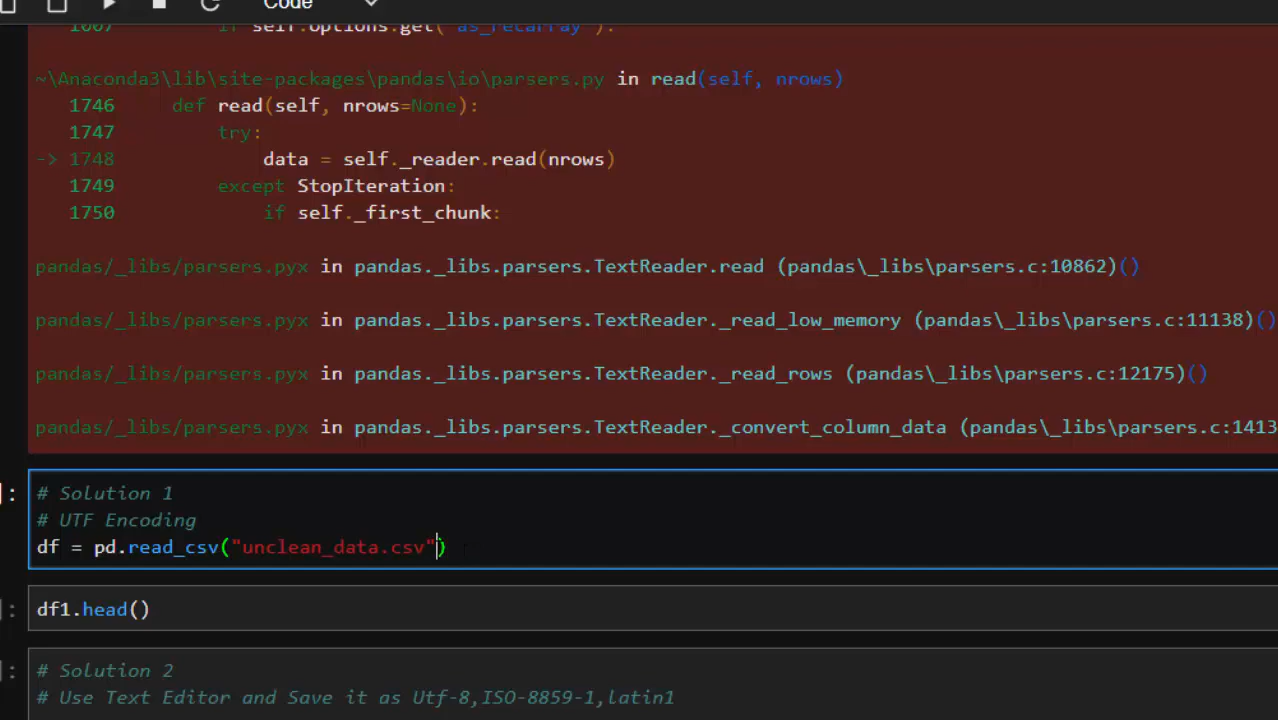 Code
1007 if self.options.get('as_recarray'):
~\Anaconda3\lib\site-packages\pandas\io\parsers.py in read(self, nrows)
1746 def read(self, nrows=None):
1747 try:
-> 1748 data = self._reader.read(nrows)
1749 except StopIteration:
1750 if self._first_chunk:
pandas/_libs/parsers.pyx in pandas._libs.parsers.TextReader.read (pandas\_libs\parsers.c:10862)()
pandas/_libs/parsers.pyx in pandas._libs.parsers.TextReader._read_low_memory (pandas\_libs\parsers.c:11138)()
pandas/_libs/parsers.pyx in pandas._libs.parsers.TextReader._read_rows (pandas\_libs\parsers.c:12175)()
pandas/_libs/parsers.pyx in pandas._libs.parsers.TextReader._convert_column_data (pandas\_libs\parsers.c:1413
]:
# Solution 1
# UTF Encoding
df = pd.read_csv("unclean_data.csv")
]:
df1.head()
]:
# Solution 2
# Use Text Editor and Save it as Utf-8,ISO-8859-1,latin1